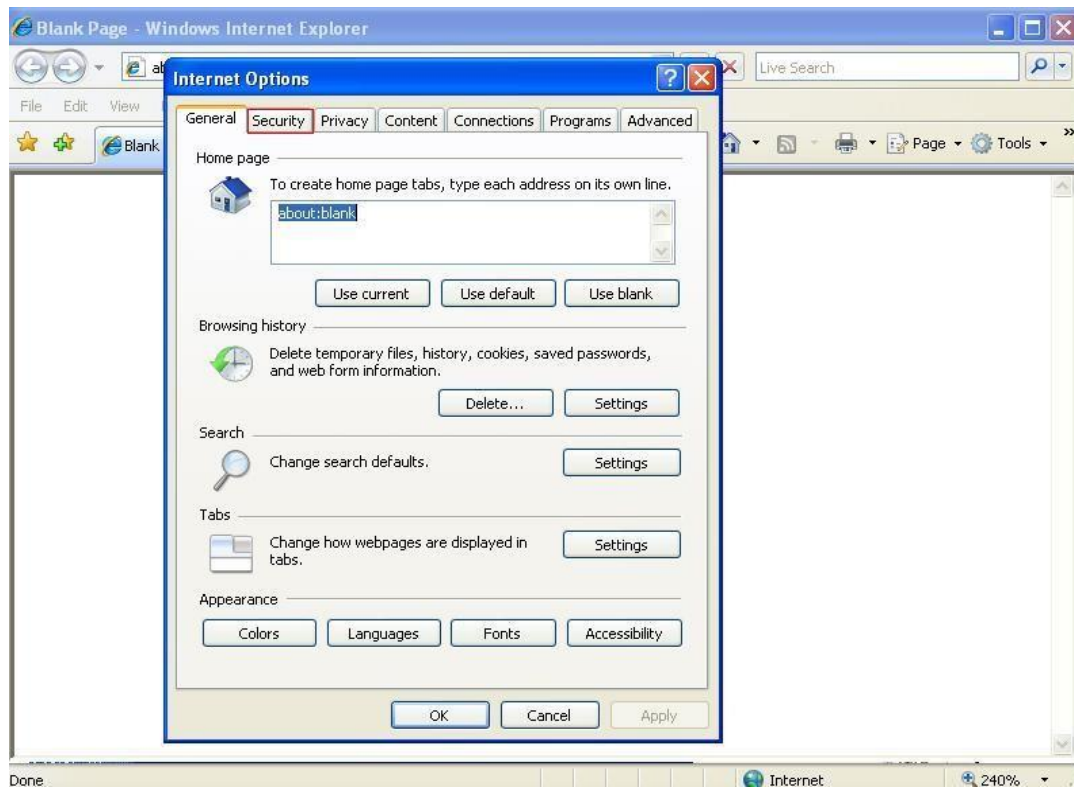 Blank Page - Windows Internet Explorer
Live Search
Internet Options
File Edit View
General Security Privacy Content Connections Programs Advanced
Blank
Page Tools »
Home page
To create home page tabs, type each address on its own line.
about:blank
Use current Use default Use blank
Browsing history
Delete temporary files, history, cookies, saved passwords,
and web form information.
Delete... Settings
Search
Change search defaults.
Settings
Tabs
Change how webpages are displayed in
tabs.
Settings
Appearance
Colors Languages Fonts Accessibility
OK Cancel Apply
Done Internet 240%